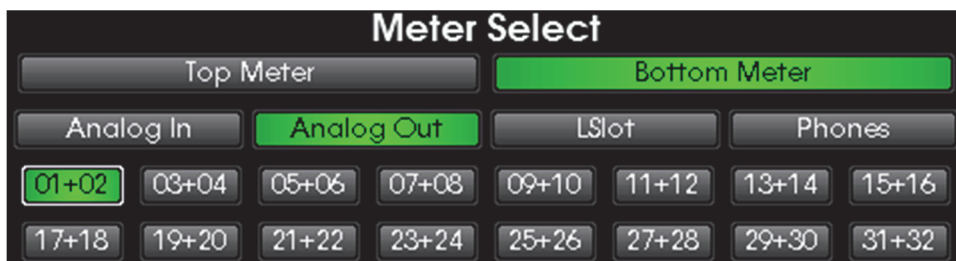 Meter Select
Top Meter Bottom Meter
Analog In Analog Out LSlot Phones
01+02 03+04 05+06 07+08 09+10 11+12 13+14 15+16
17+18 19+20 21+22 23+24 25+26 27+28 29+30 31+32